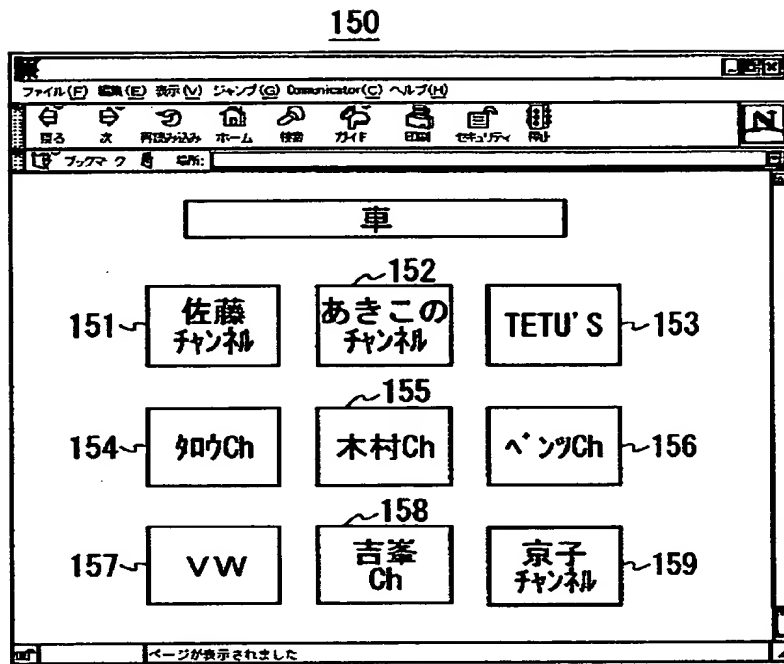 150
ファイル(F) 編集(E) 表示(V) ジャンプ(G) Communicator(C) ヘルプ(H)
戻る 次 再読み込み ホーム 検索 ガイド 印刷 セキュリティ 停止 N
ブックマーク 場所:
車
152
151 佐藤 あきこの TETU'S 153
チャンネル チャンネル
155
154 タロウCh 木村Ch ベンツCh 156
158
157 VW 吉峯 京子 159
Ch チャンネル
ページが表示されました